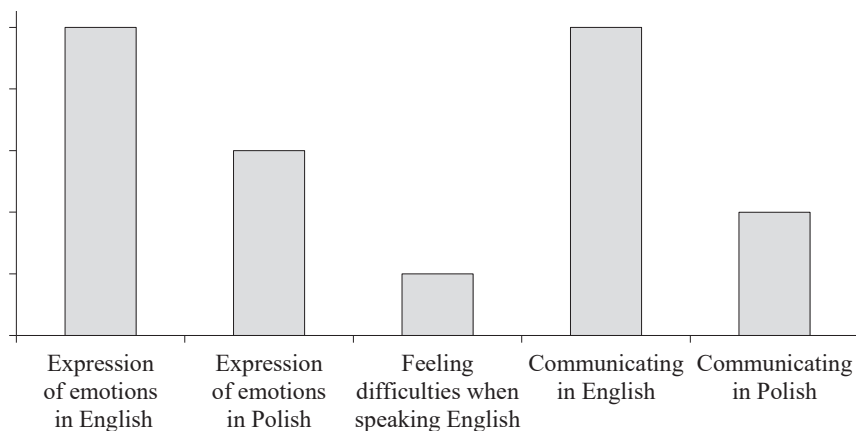 Expression
of emotions
in English
Expression
of emotions
in Polish
Feeling
difficulties when
speaking English
Communicating
in English
Communicating
in Polish